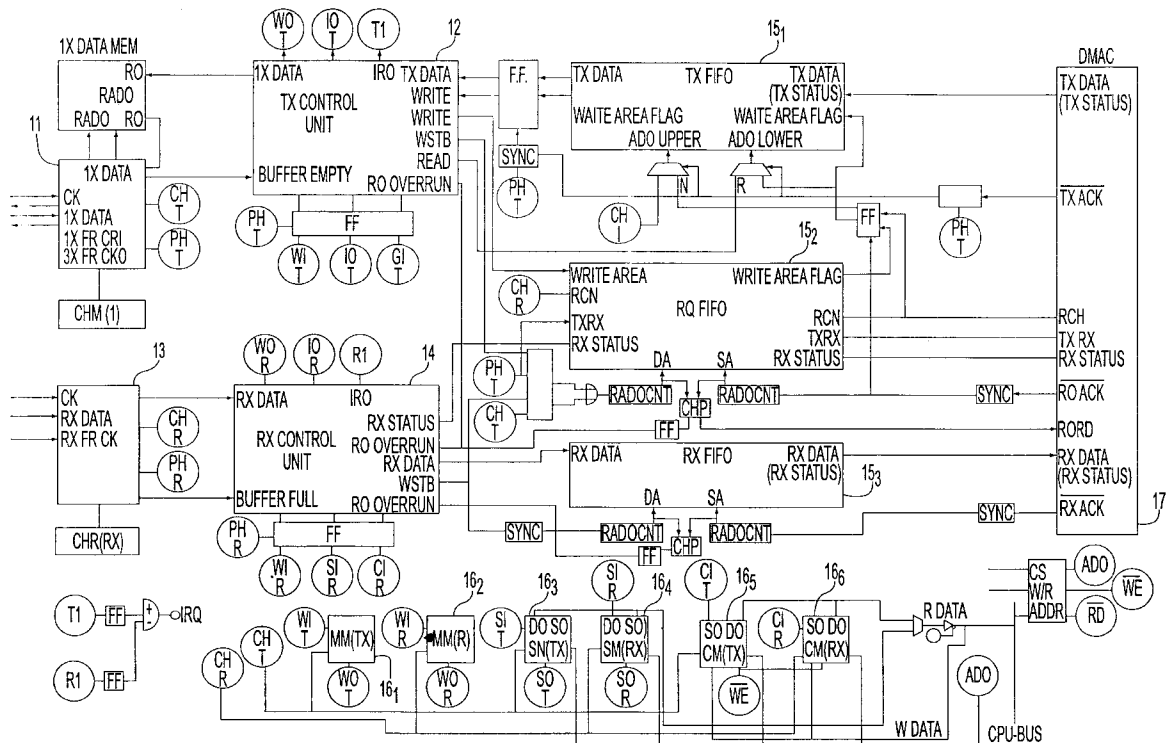 1X DATA MEM
RO
RADO
RADO RO
11
1X DATA
CK
1X DATA
1X FR CRI
3X FR CKO
CH T
PH T
CHM (1)
WO T
IO T
T1
12
1X DATA
IRO
TX DATA
WRITE
WRITE
WSTB
READ
RO OVERRUN
TX CONTROL
UNIT
BUFFER EMPTY
PH T
FF
WI T
IO T
GI T
F.F.
SYNC
PH T
15₁
TX DATA
TX FIFO
TX DATA
(TX STATUS)
WAITE AREA FLAG
WAITE AREA FLAG
ADO UPPER
ADO LOWER
N
R
CH I
FF
PH T
DMAC
TX DATA
(TX STATUS)
TX ACK
RCH
TX RX
RX STATUS
RO ACK
RORD
RX DATA
(RX STATUS)
RX ACK
17
15₂
WRITE AREA
WRITE AREA FLAG
CH R
RCN
TXRX
RX STATUS
RQ FIFO
RCN
TXRX
RX STATUS
DA
SA
PH T
CH T
RADOCNT
CHP
RADOCNT
SYNC
FF
RX DATA
RX FIFO
RX DATA
(RX STATUS)
15₃
DA
SA
SYNC
RADOCNT
CHP
RADOCNT
SYNC
FF
13
CK
RX DATA
RX FR CK
CH R
PH R
CHR(RX)
WO R
IO R
R1
14
RX DATA
IRO
RX STATUS
RO OVERRUN
RX DATA
WSTB
RO OVERRUN
RX CONTROL
UNIT
BUFFER FULL
PH R
FF
WI R
SI R
CI R
T1
FF
IRQ
R1
FF
CH R
CH T
WI T
MM(TX)
WO T
16₁
WI R
16₂
MM(R)
WO R
SI T
16₃
DO SO
SN(TX)
SO T
SI R
16₄
DO SO
SM(RX)
SO R
CI T
16₅
SO DO
CM(TX)
WE
CI R
16₆
SO DO
CM(RX)
R DATA
W DATA
CS
W/R
ADDR
ADO
WE
RD
ADO
CPU-BUS